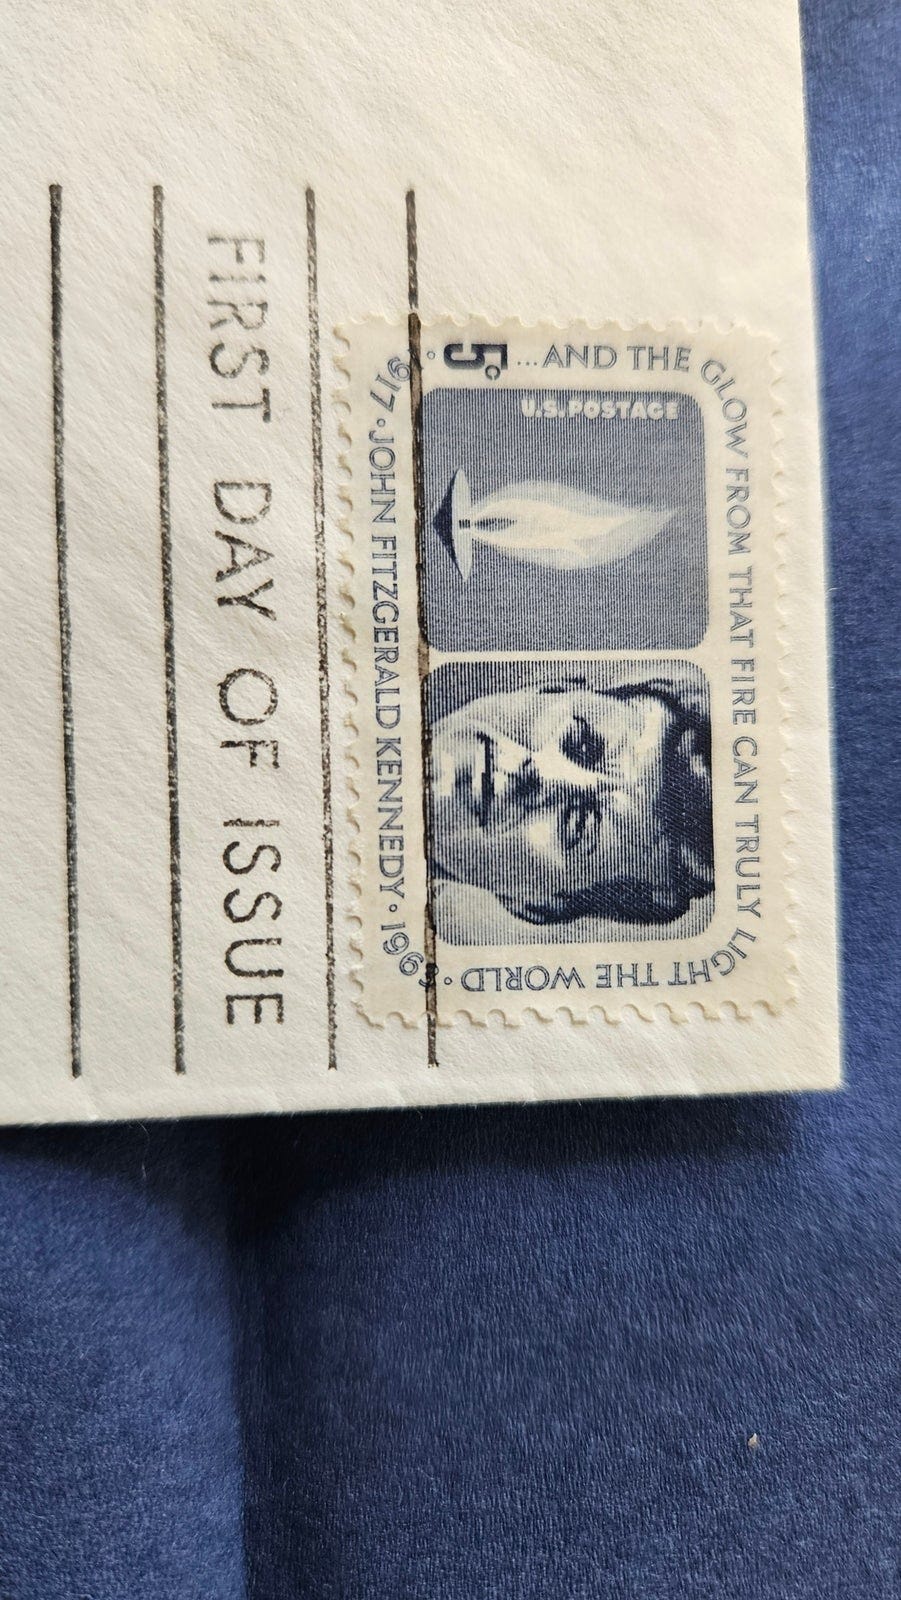 FIRST DAY OF ISSUE
5c
...AND THE GLOW FROM THAT FIRE CAN TRULY LIGHT THE WORLD •
U.S. POSTAGE
1917 • JOHN FITZGERALD KENNEDY • 1963